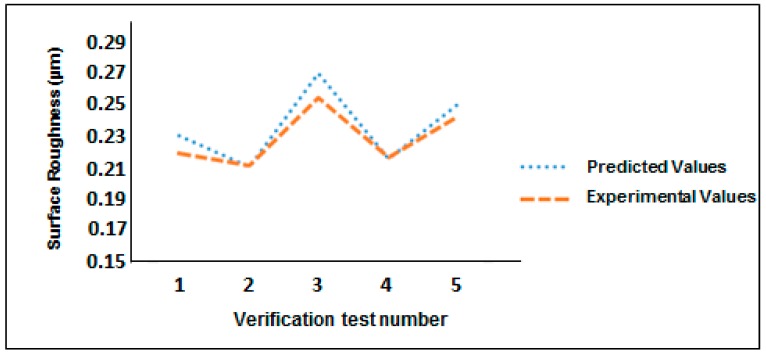 Surface Roughness (µm)
0.29
0.27
0.25
0.23
0.21
0.19
0.17
0.15
1 2 3 4 5
Verification test number
Predicted Values
Experimental Values